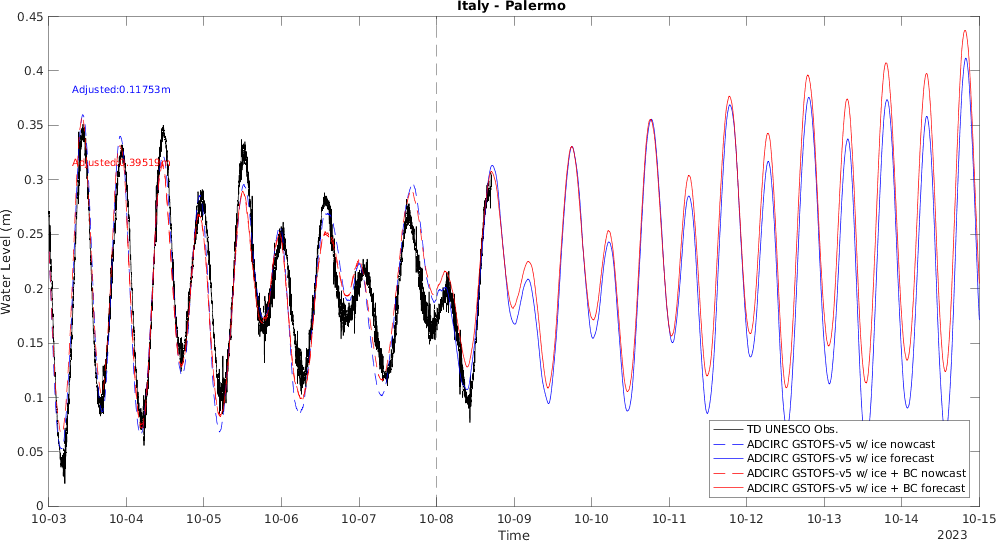 Italy - Palermo
0.45
0.4
0.35
0.3
0.25
0.2
0.15
0.1
0.05
0
Water Level (m)
Adjusted:0.11753m
Adjusted:0.39519m
TD UNESCO Obs.
ADCIRC GSTOFS-v5 w/ ice nowcast
ADCIRC GSTOFS-v5 w/ ice forecast
ADCIRC GSTOFS-v5 w/ ice + BC nowcast
ADCIRC GSTOFS-v5 w/ ice + BC forecast
10-03 10-04 10-05 10-06 10-07 10-08 10-09 10-10 10-11 10-12 10-13 10-14 10-15
Time
2023